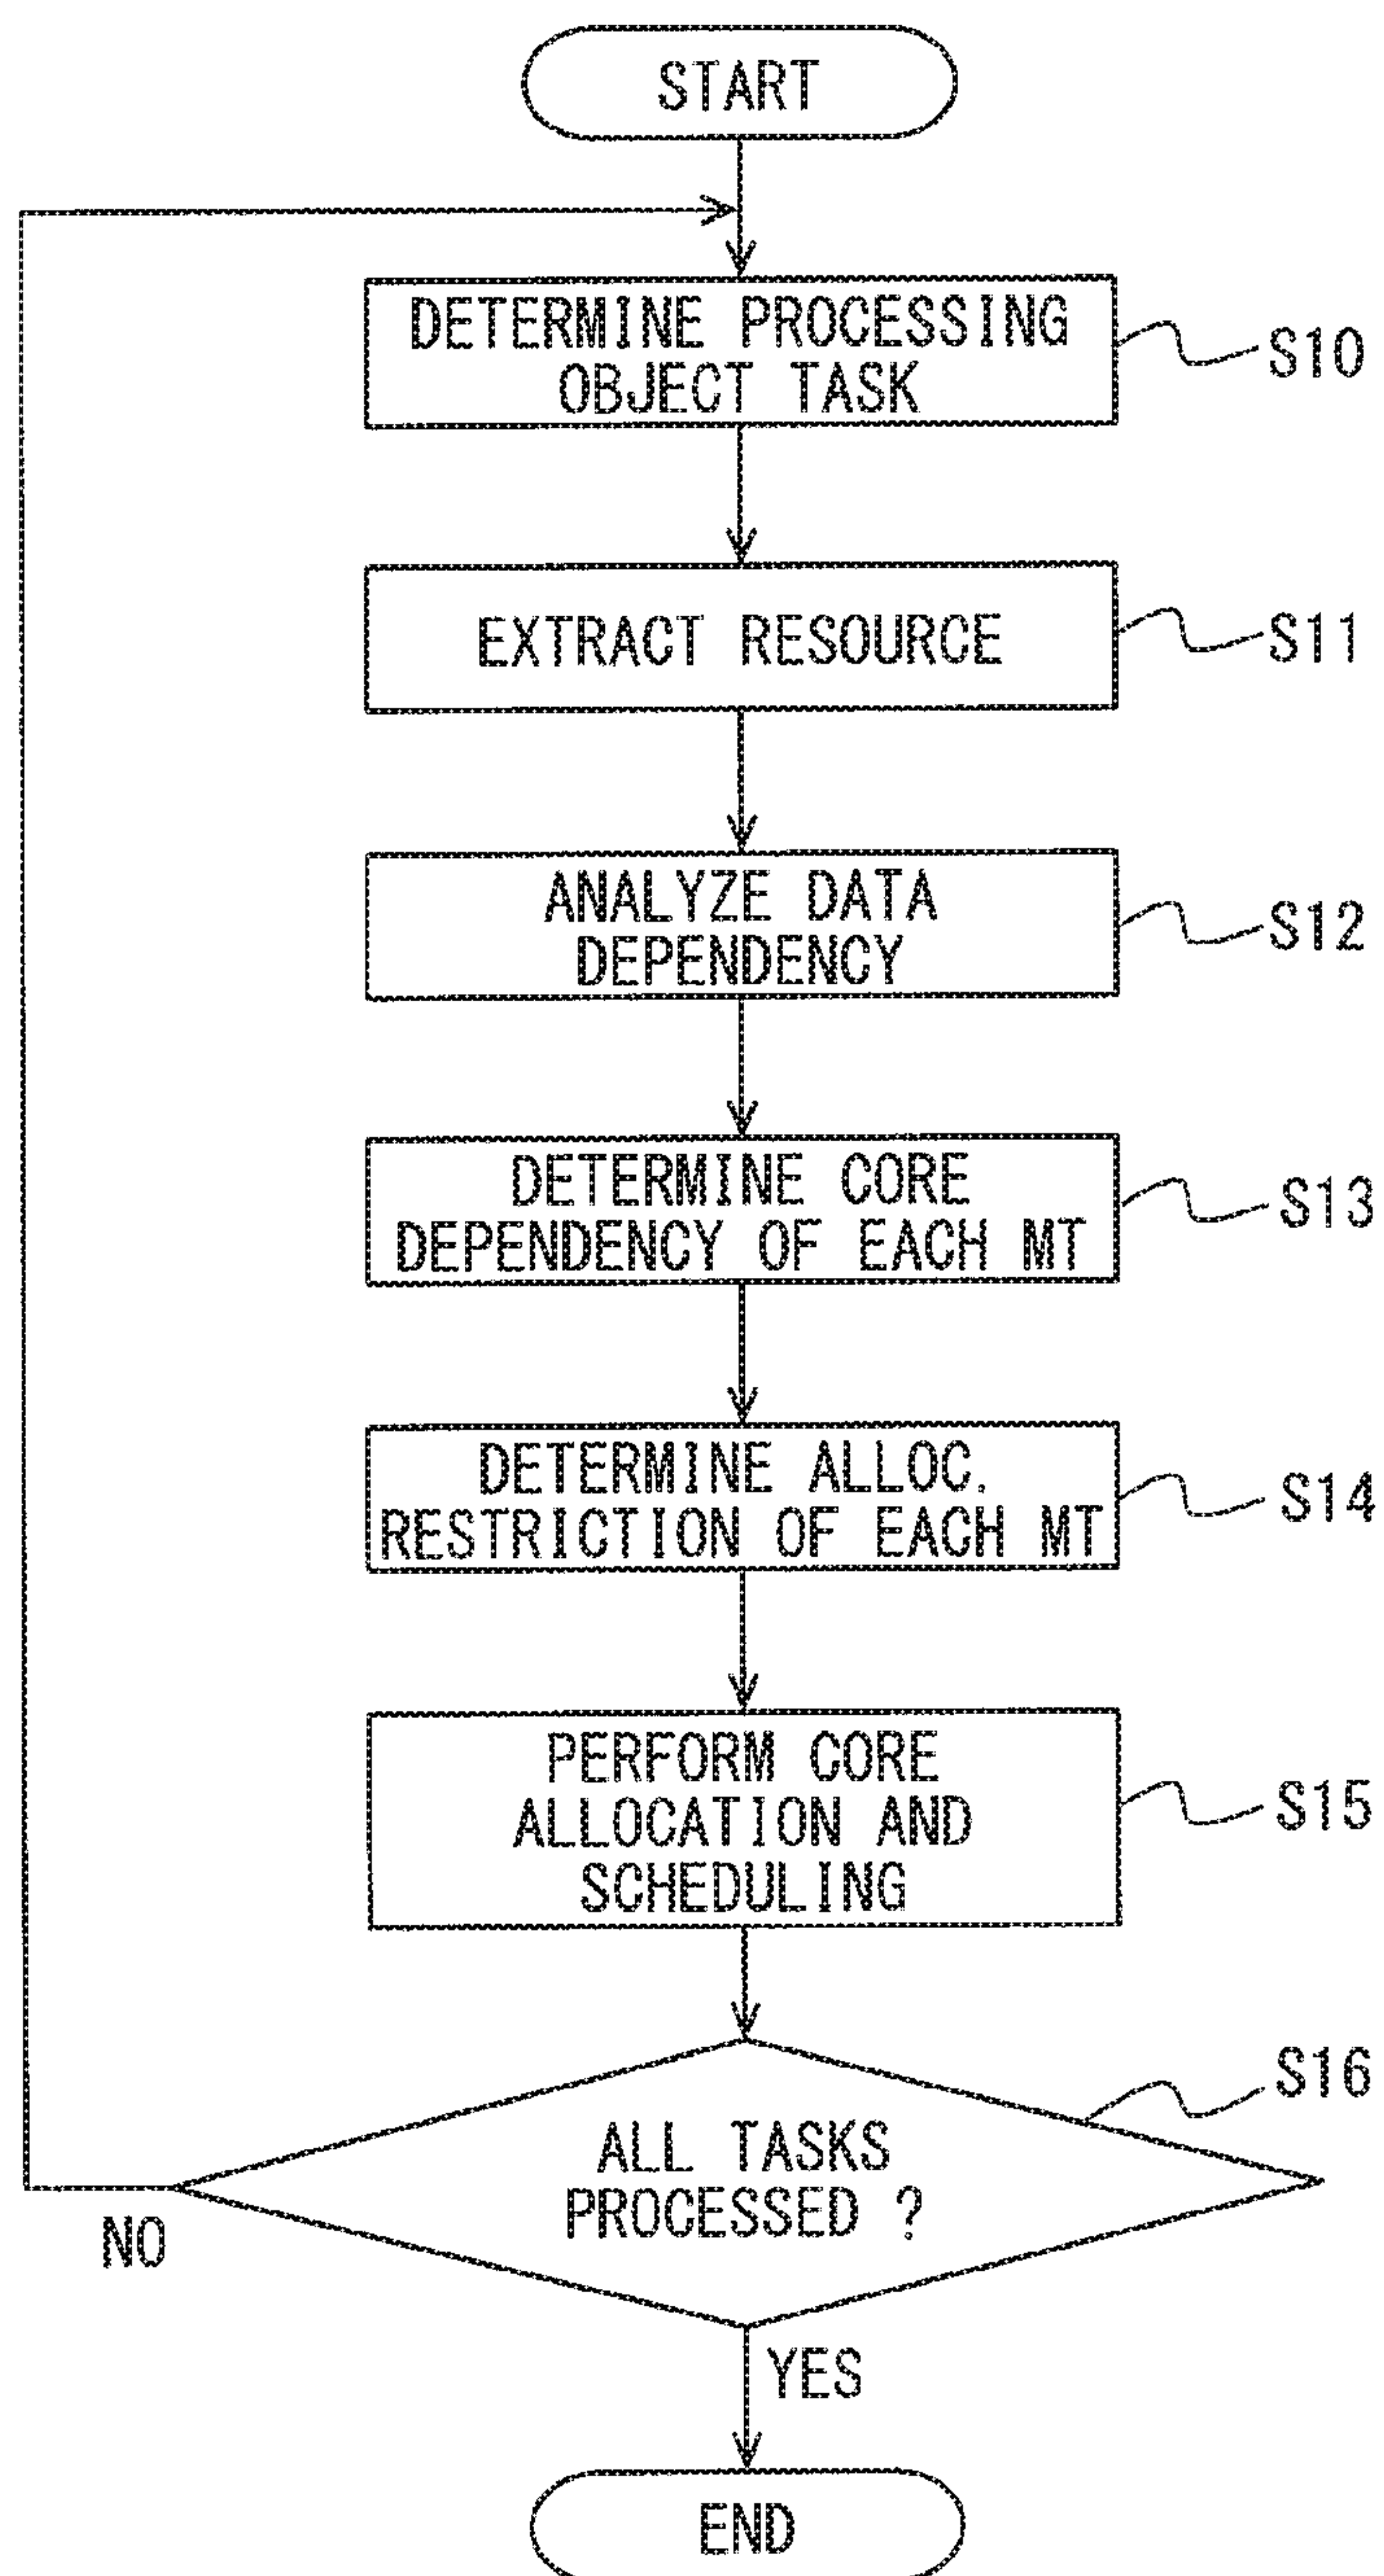 START
DETERMINE PROCESSING
OBJECT TASK
S10
EXTRACT RESOURCE
S11
ANALYZE DATA
DEPENDENCY
S12
DETERMINE CORE
DEPENDENCY OF EACH MT
S13
DETERMINE ALLOC.
RESTRICTION OF EACH MT
S14
PERFORM CORE
ALLOCATION AND
SCHEDULING
S15
S16
ALL TASKS
PROCESSED ?
NO
YES
END